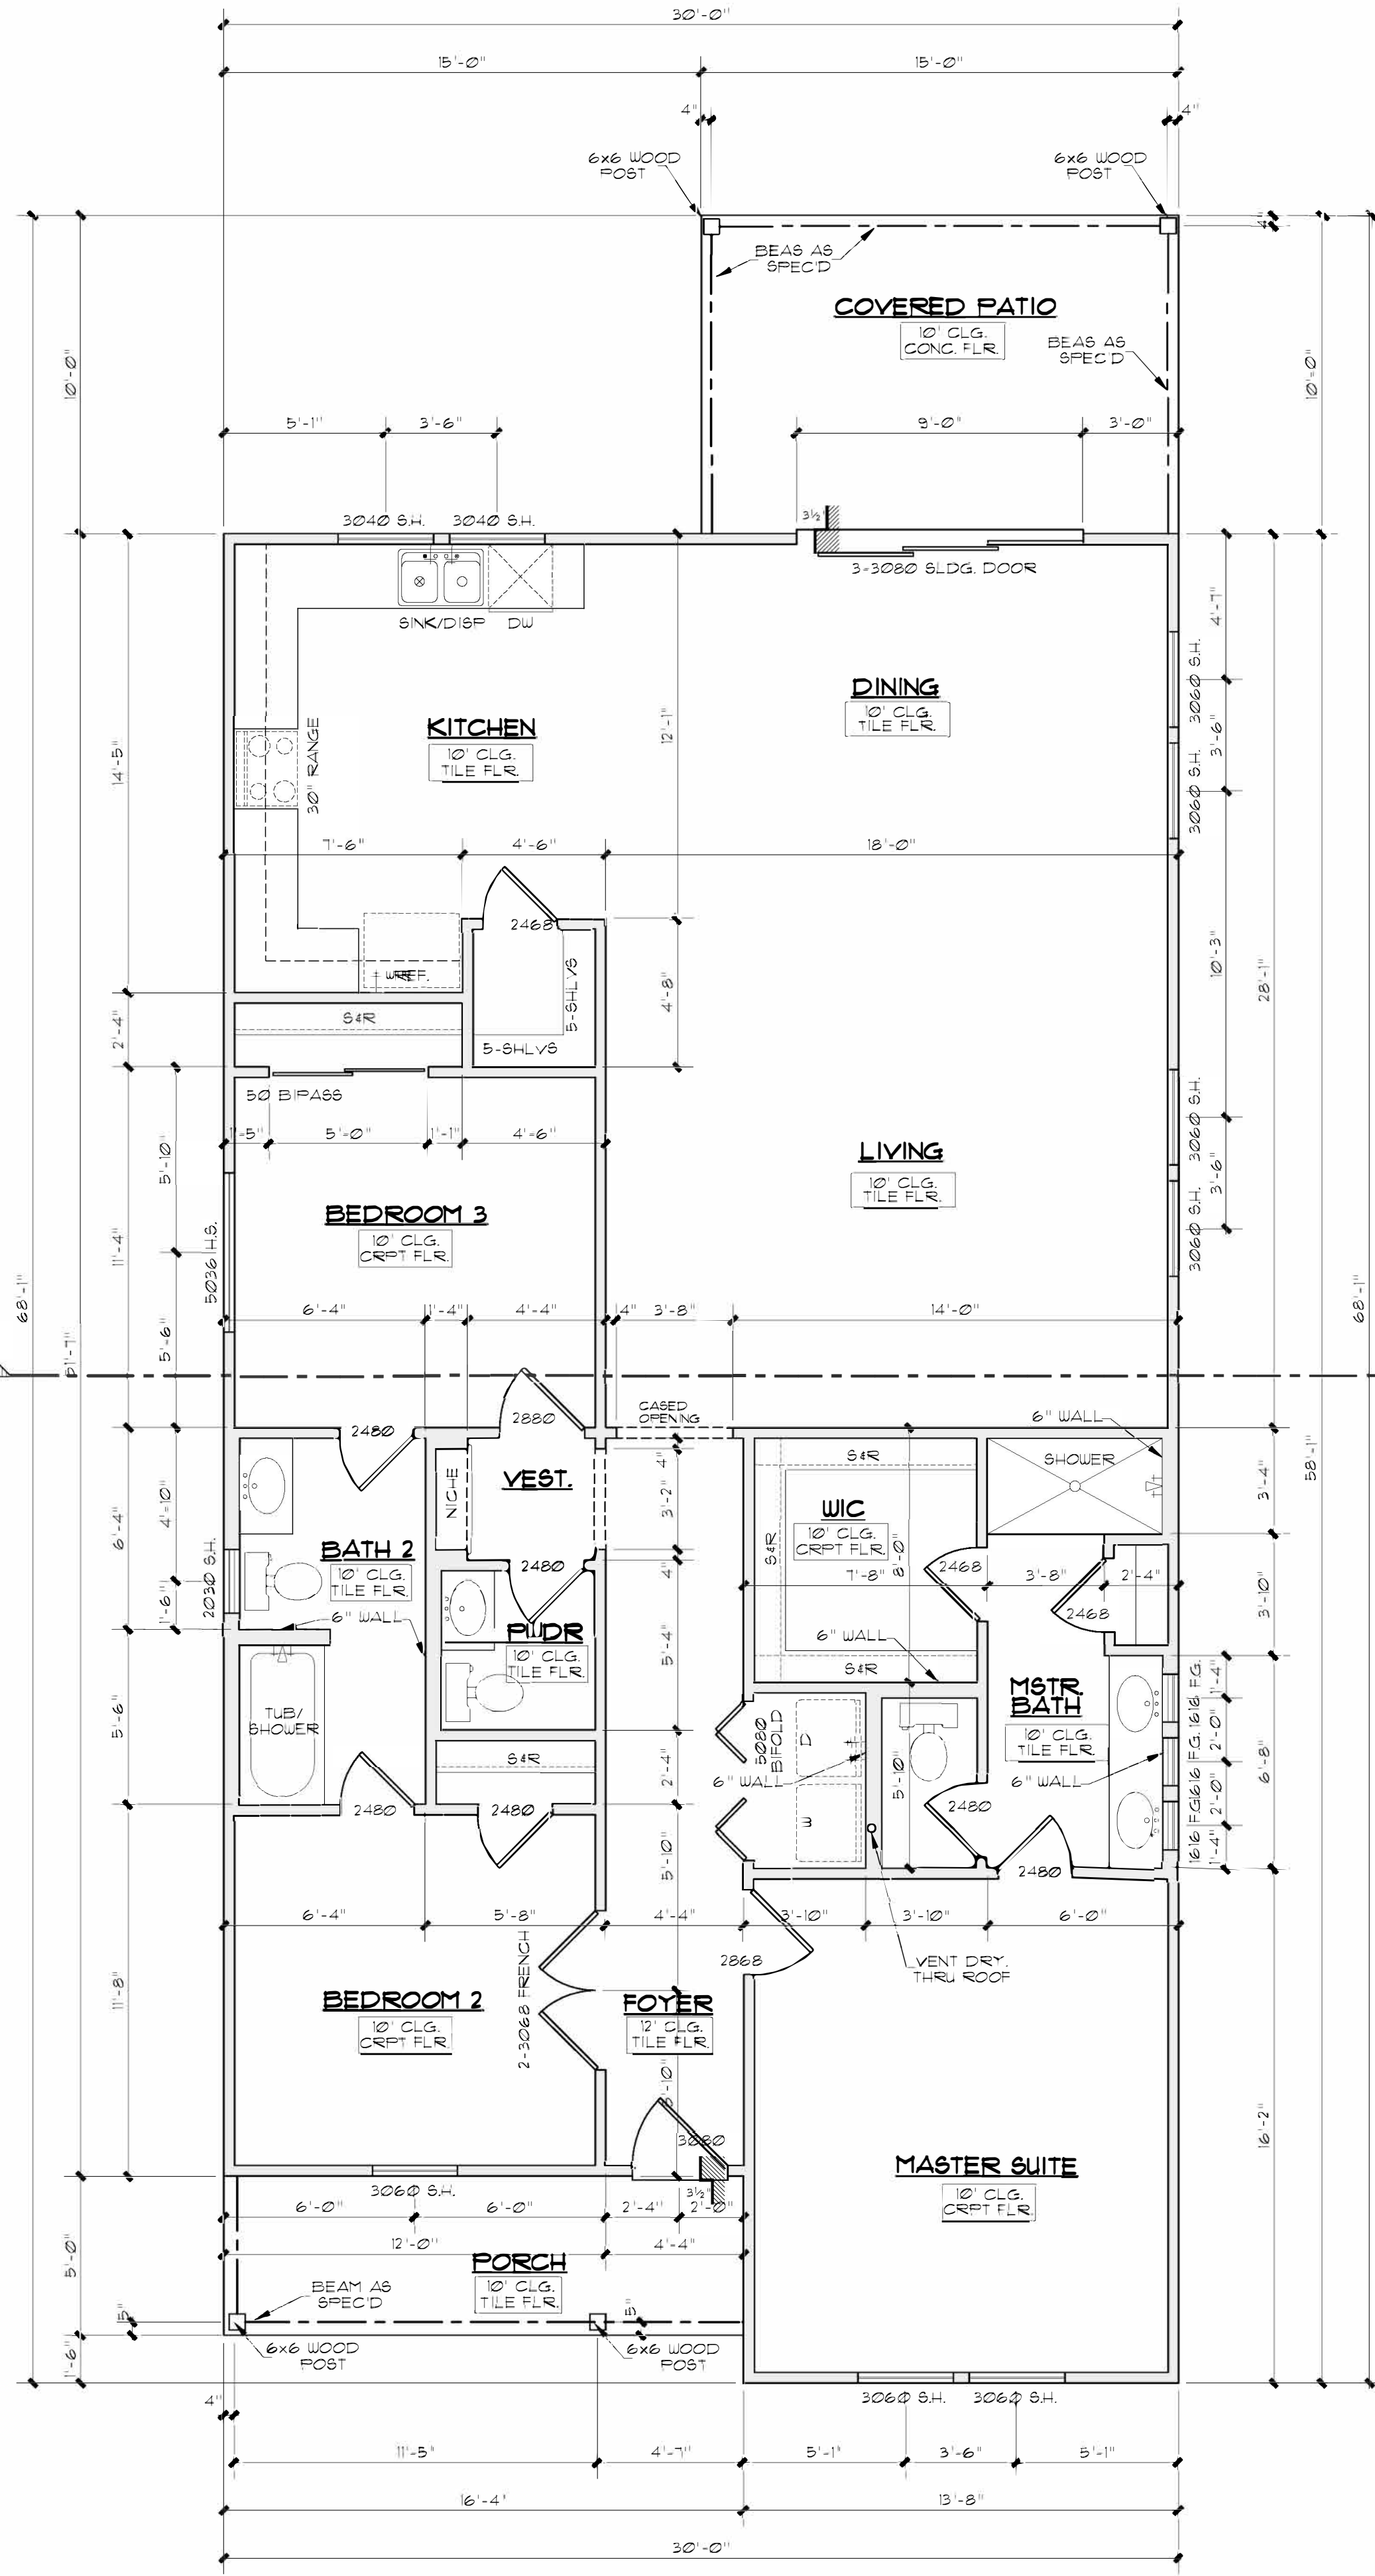 30'-0"
15'-0"
15'-0"
4"
4"
6x6 WOOD
POST
6x6 WOOD
POST
4"
BEAS AS
SPEC'D
COVERED PATIO
10' CLG.
CONC. FLR.
BEAS AS
SPEC'D
10'-0"
10'-0"
5'-1"
3'-6"
9'-0"
3'-0"
3040 S.H.
3040 S.H.
3½"
3-3080 SLDG. DOOR
SINK/DISP
DW
4'-7"
3060 S.H.
DINING
10' CLG.
TILE FLR.
KITCHEN
10' CLG.
TILE FLR.
30" RANGE
12'-1"
14'-5"
3'-6"
3060 S.H.
7'-6"
4'-6"
18'-0"
2468
5-SHLVS
5-SHLVS
4'-8"
10'-3"
28'-1"
S&R
2'-4"
50 BIPASS
1'-5"
5'-0"
1'-1"
4'-6"
5'-10"
3060 S.H.
LIVING
10' CLG.
TILE FLR.
3'-6"
3060 S.H.
BEDROOM 3
10' CLG.
CRPT FLR.
5036 H.S.
11'-4"
68'-1"
68'-1"
6'-4"
1'-4"
4'-4"
4"
3'-8"
14'-0"
5'-6"
51'-7"
CASED
OPENING
6" WALL
2480
2880
S&R
SHOWER
58'-1"
NICHE
VEST.
4"
3'-2"
3'-4"
WIC
10' CLG.
CRPT FLR.
S&R
8'-0"
7'-8"
6'-4"
4'-10"
BATH 2
10' CLG.
TILE FLR.
2480
4"
2468
3'-8"
2'-4"
2468
3'-10"
2030 S.H.
1'-6"
6" WALL
PWDR
10' CLG.
TILE FLR.
5'-4"
6" WALL
S&R
TUB/
SHOWER
5'-6"
MSTR.
BATH
10' CLG.
TILE FLR.
1'-4"
1616 F.G.
2'-0"
1616 F.G.
2'-0"
1616 F.G.
1'-4"
6'-8"
5080
BIFOLD
D
W
6" WALL
5'-10"
6" WALL
S&R
2'-4"
2480
2480
2480
2480
5'-10"
6'-4"
5'-8"
4'-4"
3'-10"
3'-10"
6'-0"
2868
VENT DRY.
THRU ROOF
2-3068 FRENCH
BEDROOM 2
10' CLG.
CRPT FLR.
FOYER
12' CLG.
TILE FLR.
11'-8"
5'-10"
3080
MASTER SUITE
10' CLG.
CRPT FLR.
16'-2"
3060 S.H.
3½"
6'-0"
6'-0"
2'-4"
2'-0"
12'-0"
4'-4"
PORCH
10' CLG.
TILE FLR.
5'-0"
BEAM AS
SPEC'D
5"
5"
6x6 WOOD
POST
6x6 WOOD
POST
1'-6"
3060 S.H.
3060 S.H.
4"
11'-5"
4'-7"
5'-1"
3'-6"
5'-1"
16'-4'
13'-8"
30'-0"